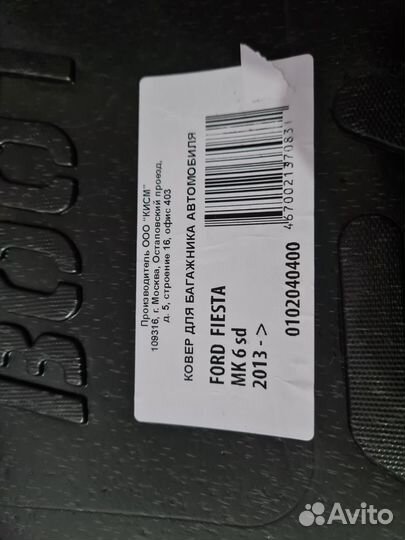 Производитель ООО "КИСМ"
109316, г. Москва, Остаповский проезд,
д. 5, строение 16, офис 403
КОВЕР ДЛЯ БАГАЖНИКА АВТОМОБИЛЯ
FORD FIESTA
MK 6 sd
2013 - >
0102040400
4670021370831
BOOT
Avito